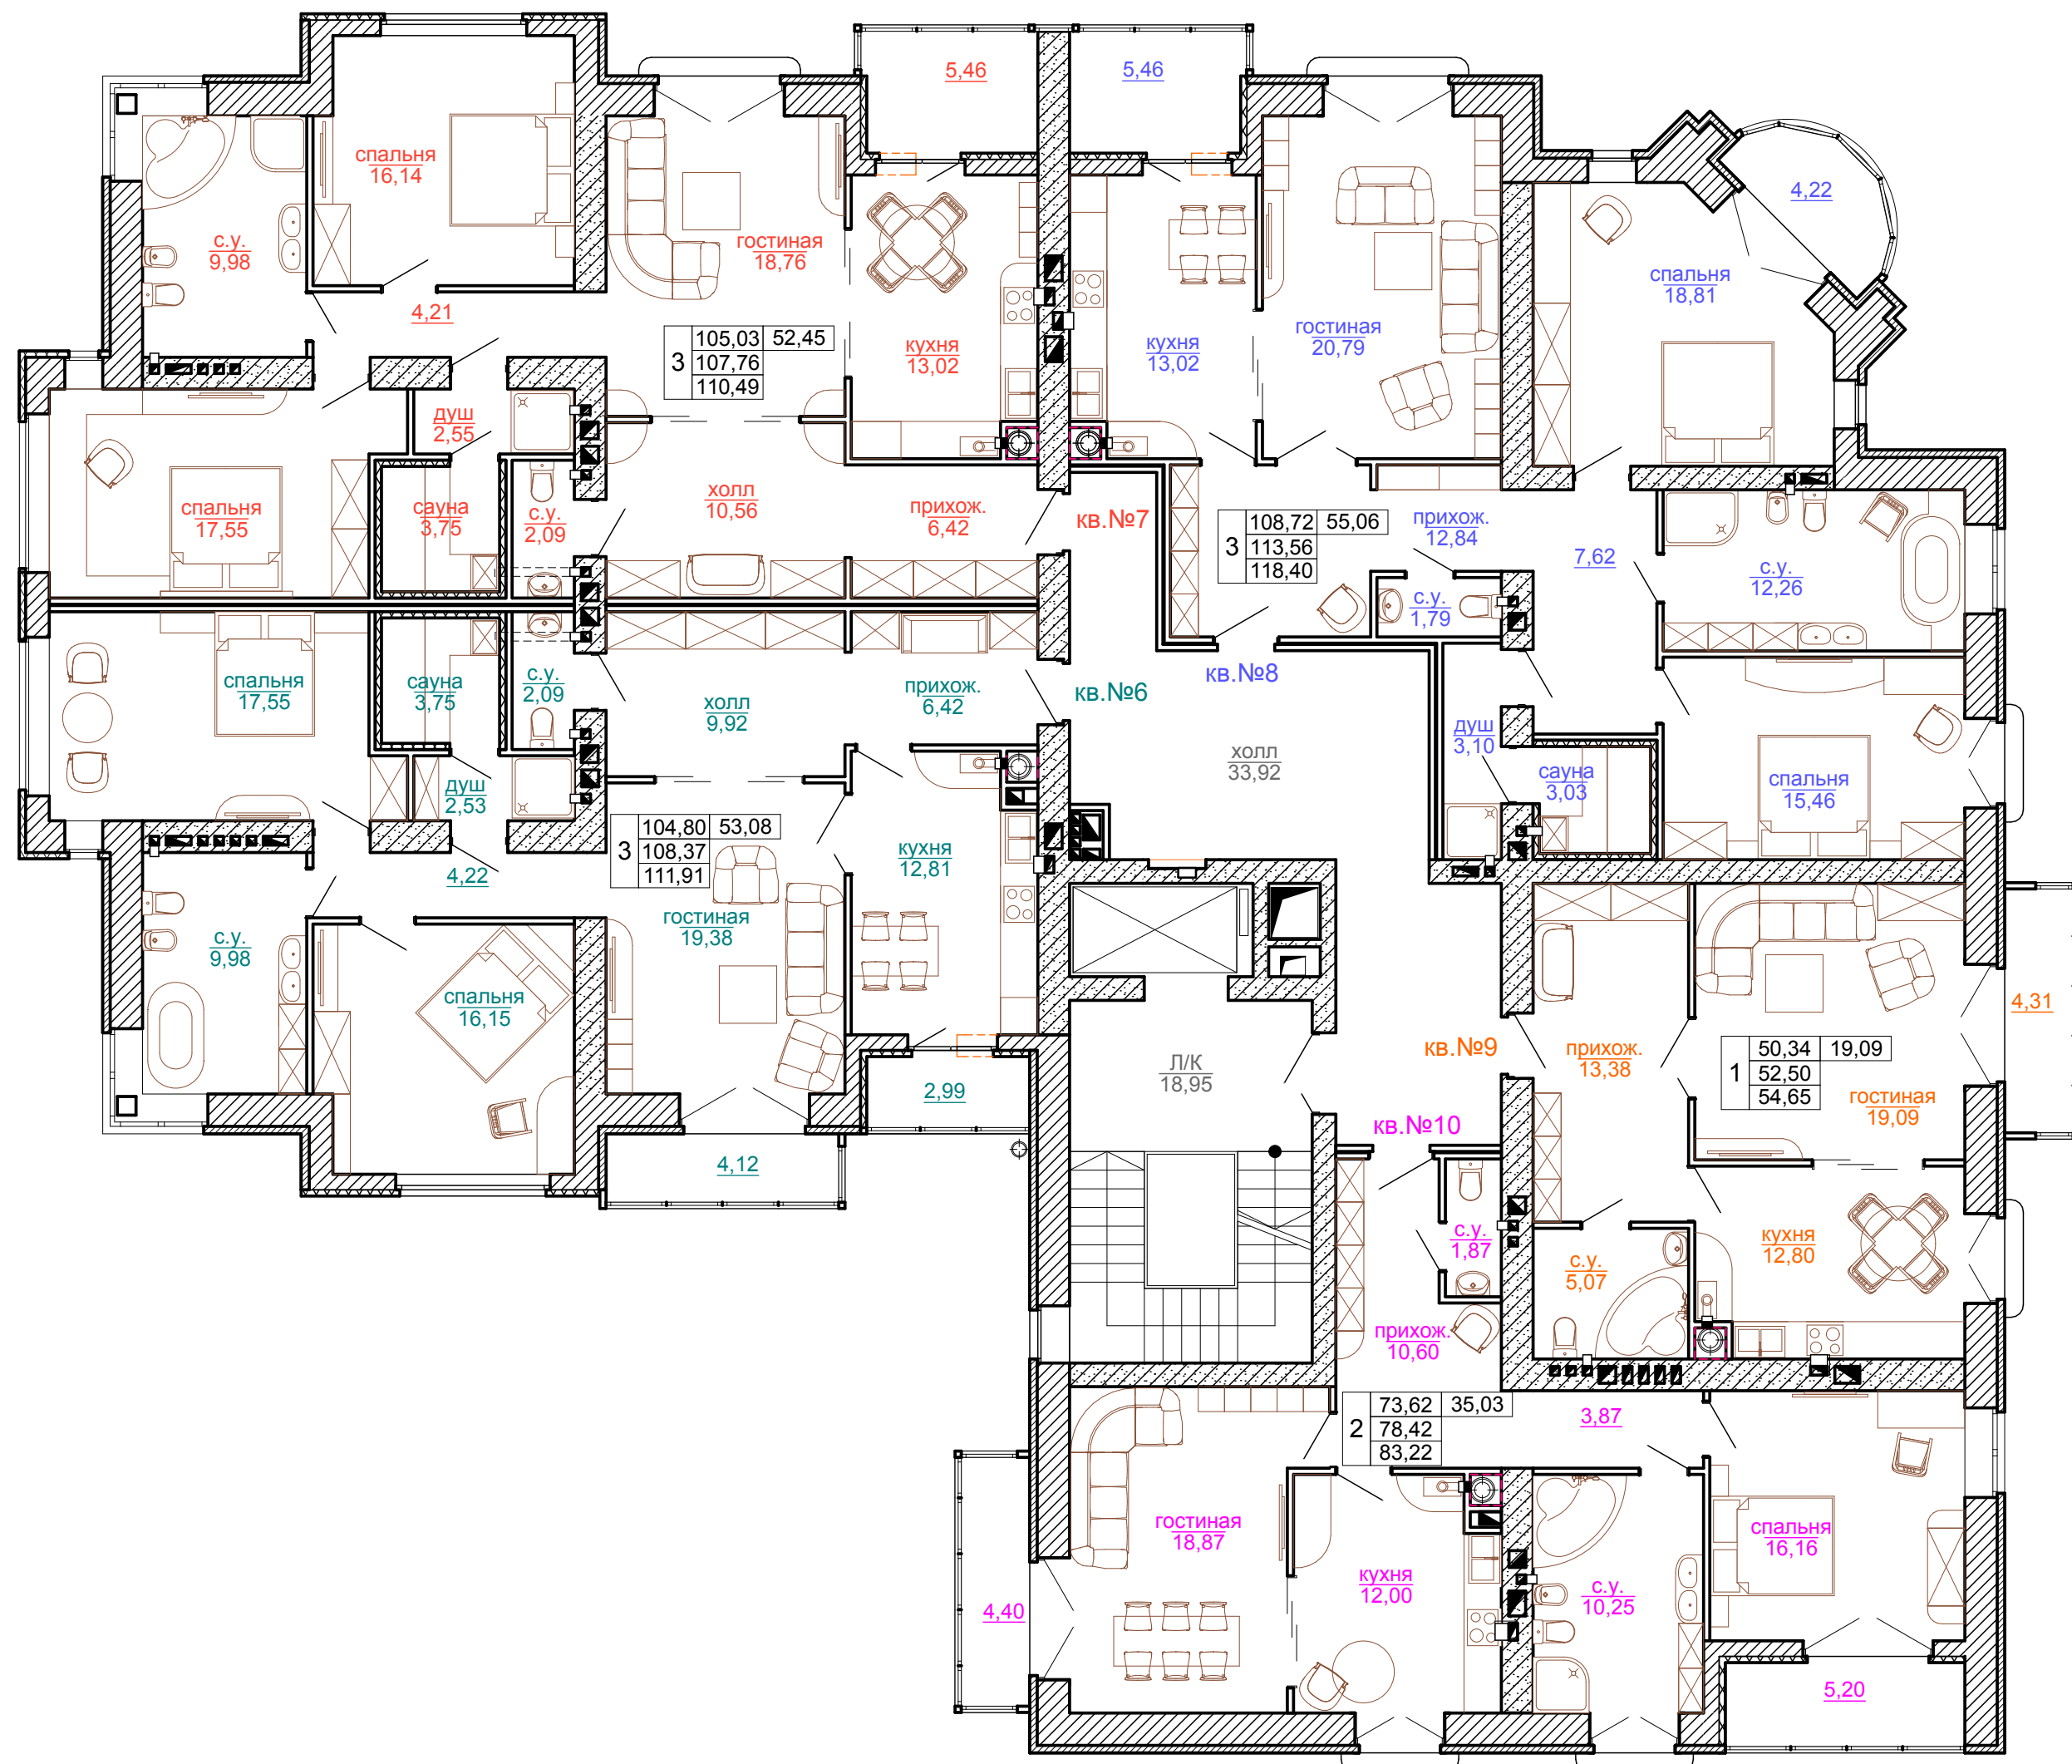 5,46
5,46
спальня
16,14
4,22
с.у.
9,98
гостиная
18,76
спальня
18,81
4,21
105,03 52,45
3 107,76
110,49
кухня
13,02
кухня
13,02
гостиная
20,79
душ
2,55
спальня
17,55
сауна
3,75
с.у.
2,09
холл
10,56
прихож.
6,42
кв.№7
108,72 55,06
3 113,56
118,40
прихож.
12,84
7,62
с.у.
12,26
с.у.
1,79
спальня
17,55
сауна
3,75
с.у.
2,09
холл
9,92
прихож.
6,42
кв.№6
кв.№8
холл
33,92
душ
3,10
сауна
3,03
спальня
15,46
душ
2,53
104,80 53,08
3 108,37
111,91
4,22
кухня
12,81
гостиная
19,38
с.у.
9,98
спальня
16,15
4,31
кв.№9
прихож.
13,38
50,34 19,09
1 52,50
54,65
Л/К
18,95
2,99
гостиная
19,09
кв.№10
4,12
с.у.
1,87
кухня
12,80
с.у.
5,07
прихож.
10,60
73,62 35,03
2 78,42
83,22
3,87
гостиная
18,87
спальня
16,16
кухня
12,00
с.у.
10,25
4,40
5,20